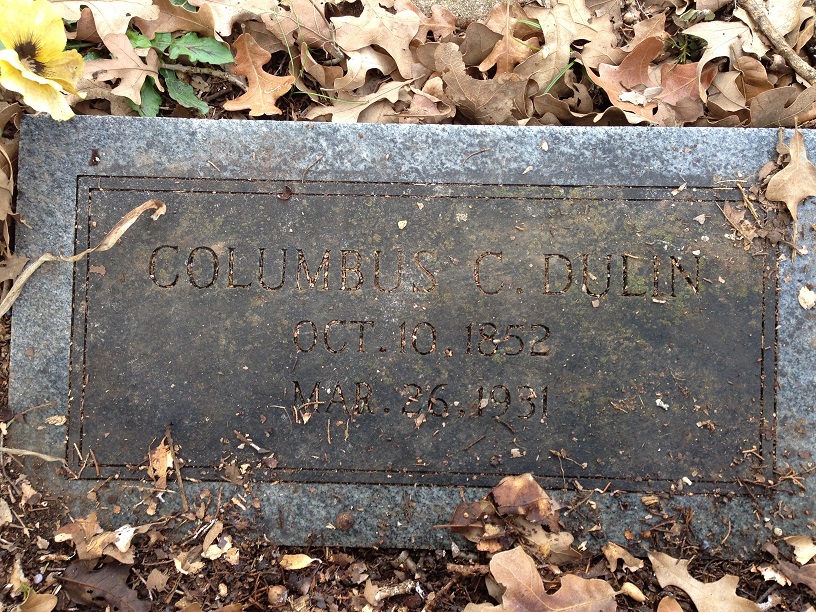 COLUMBUS C. DULIN
OCT. 10. 1852
MAR. 26. 1931